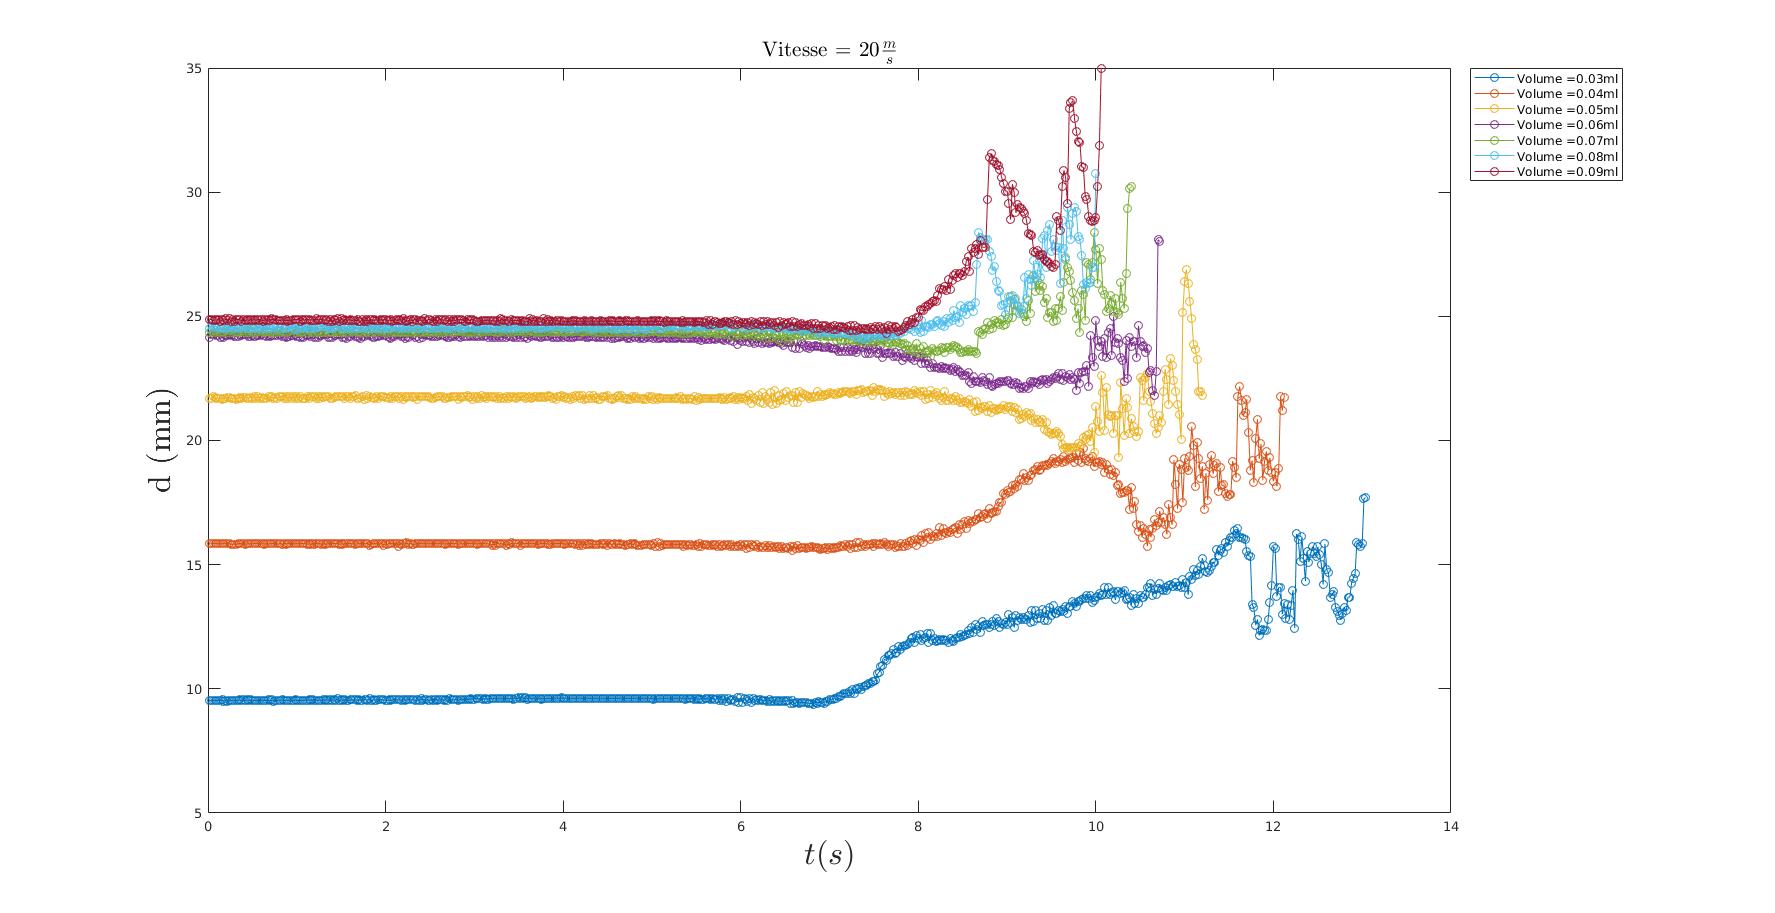 Vitesse = 20 m/s
35
30
25
20
15
10
5
d (mm)
0 2 4 6 8 10 12 14
t(s)
Volume =0.03ml
Volume =0.04ml
Volume =0.05ml
Volume =0.06ml
Volume =0.07ml
Volume =0.08ml
Volume =0.09ml